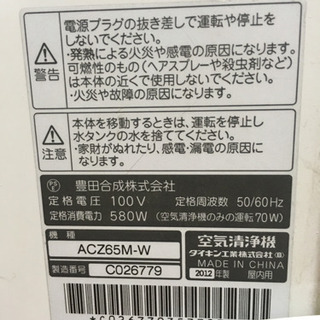 電源プラグの抜き差しで運転や停止を
しないでください。
・発熱による火災や感電の原因になります。
警告
可燃性のもの（ヘアスプレーや殺虫剤など）
は本体の近くで使用しないでください。
・火災や故障の原因になります。
本体を移動するときは、運転を停止し
水タンクの水を捨ててください。
注意
・家財がぬれたり、感電・漏電の原因に
なります。
豊田合成株式会社
定格電圧 100V 定格周波数 50/60Hz
定格消費電力 580W （空気清浄機のみの運転70W）
機種 ACZ65M-W
製造番号 C026779
空気清浄機
ダイキン工業株式会社
MADE IN CHINA
2012年製 屋内用